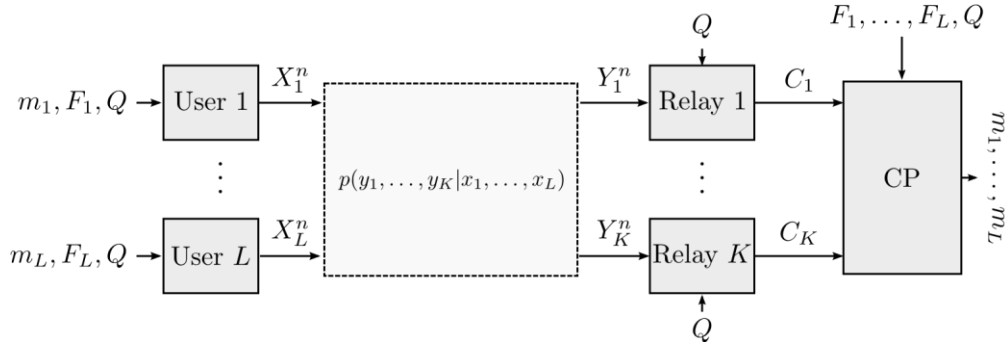 F_1, . . . , F_L, Q
Q
X_1^n
Y_1^n
C_1
m_1, F_1, Q
User 1
Relay 1
⋮
⋮
p(y_1, . . . , y_K|x_1, . . . , x_L)
CP
m_1, . . . , m_L
X_L^n
Y_K^n
C_K
m_L, F_L, Q
User L
Relay K
Q